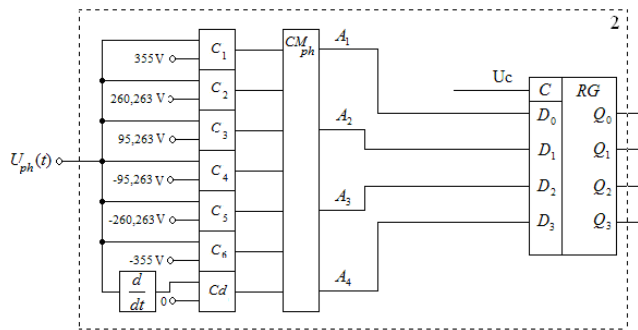 2
C1 CMph A1
355 V
Uc
C2 C RG
260,263 V
D0 Q0
A2
C3
95,263 V
D1 Q1
Uph(t)
C4
-95,263 V
D2 Q2
A3
C5
-260,263 V
D3 Q3
C6
-355 V
A4
d
dt
Cd
0